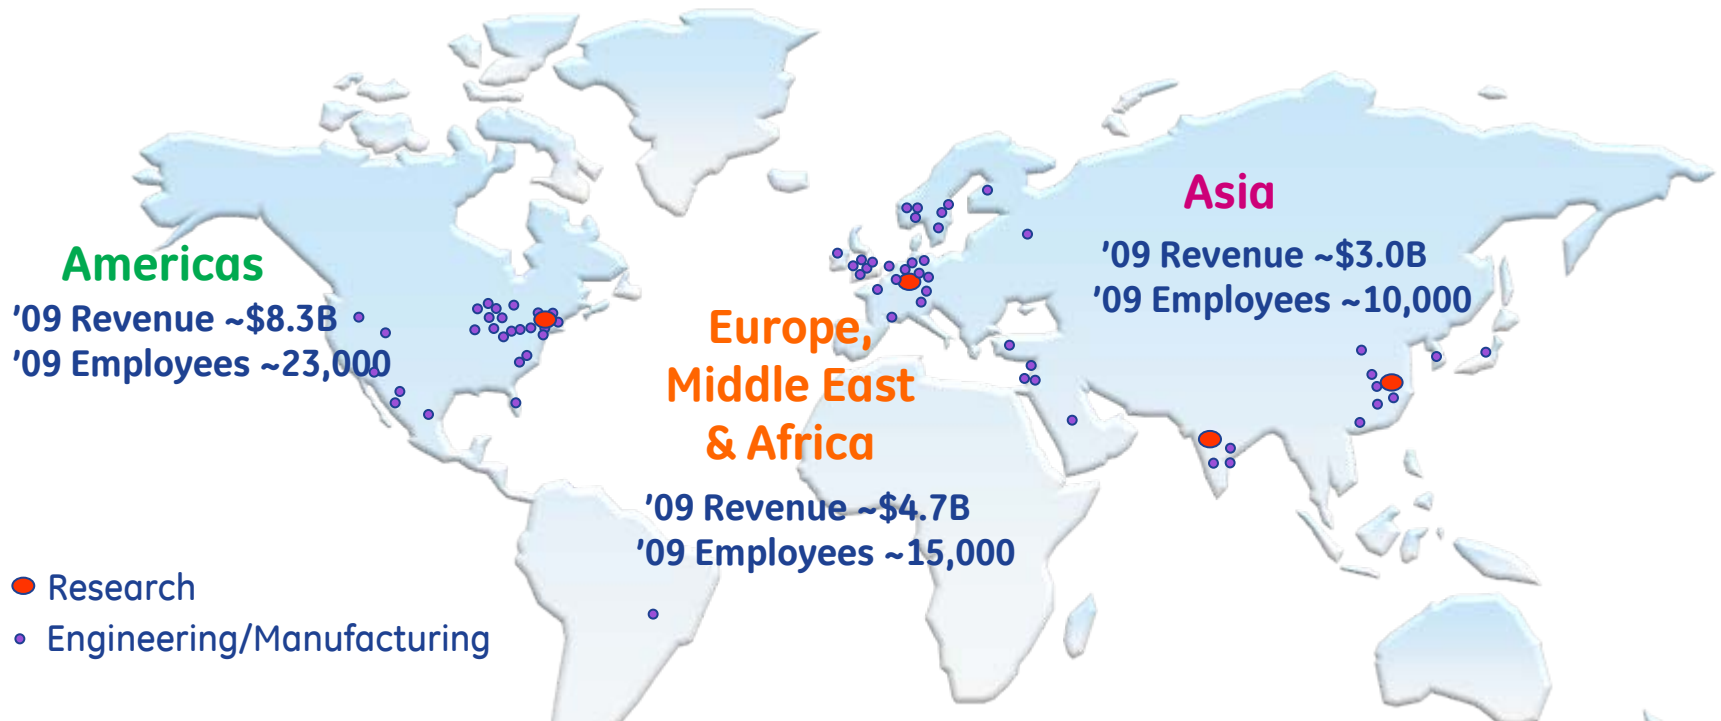 Americas
’09 Revenue ~$8.3B
’09 Employees ~23,000
Europe,
Middle East
& Africa
’09 Revenue ~$4.7B
’09 Employees ~15,000
Asia
’09 Revenue ~$3.0B
’09 Employees ~10,000
Research
Engineering/Manufacturing